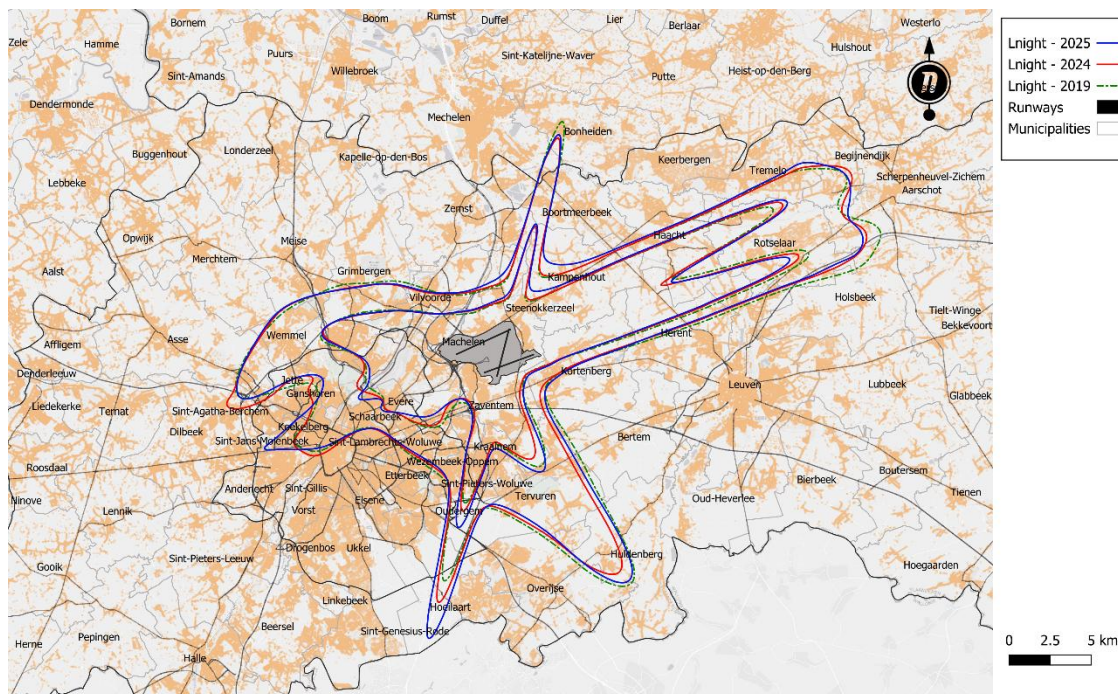 Bornem
Boom
Rumst
Duffel
Lier
Berlaar
Westerlo
Zele
Hamme
Puurs
Sint-Katelijne-Waver
Hulshout
Sint-Amands
Willebroek
Putte
Heist-op-den-Berg
Dendermonde
Mechelen
Bonheiden
Buggenhout
Londerzeel
Kapelle-op-den-Bos
Keerbergen
Begijnendijk
Tremelo
Scherpenheuvel-Zichem
Lebbeke
Aarschot
Zemst
Boortmeerbeek
Opwijk
Meise
Haacht
Rotselaar
Merchtem
Aalst
Grimbergen
Kampenhout
Vilvoorde
Holsbeek
Steenokkerzeel
Tielt-Winge
Bekkevoort
Affligem
Asse
Wemmel
Machelen
Herent
Denderleeuw
Jette
Kortenberg
Leuven
Lubbeek
Ganshoren
Glabbeek
Liedekerke
Ternat
Sint-Agatha-Berchem
Evere
Zaventem
Schaarbeek
Dilbeek
Koekelberg
Sint-Jans-Molenbeek
Sint-Lambrechts-Woluwe
Kraainem
Bertem
Roosdaal
Wezembeek-Oppem
Etterbeek
Boutersem
Anderlecht
Sint-Gillis
Sint-Pieters-Woluwe
Bierbeek
Ninove
Elsene
Tervuren
Oud-Heverlee
Tienen
Lennik
Vorst
Oudergem
Drogenbos
Ukkel
Huldenberg
Sint-Pieters-Leeuw
Hoegaarden
Gooik
Overijse
Linkebeek
Hoeilaart
Beersel
Sint-Genesius-Rode
Herne
Pepingen
Halle
Lnight - 2025
Lnight - 2024
Lnight - 2019
Runways
Municipalities
0 2.5 5 km